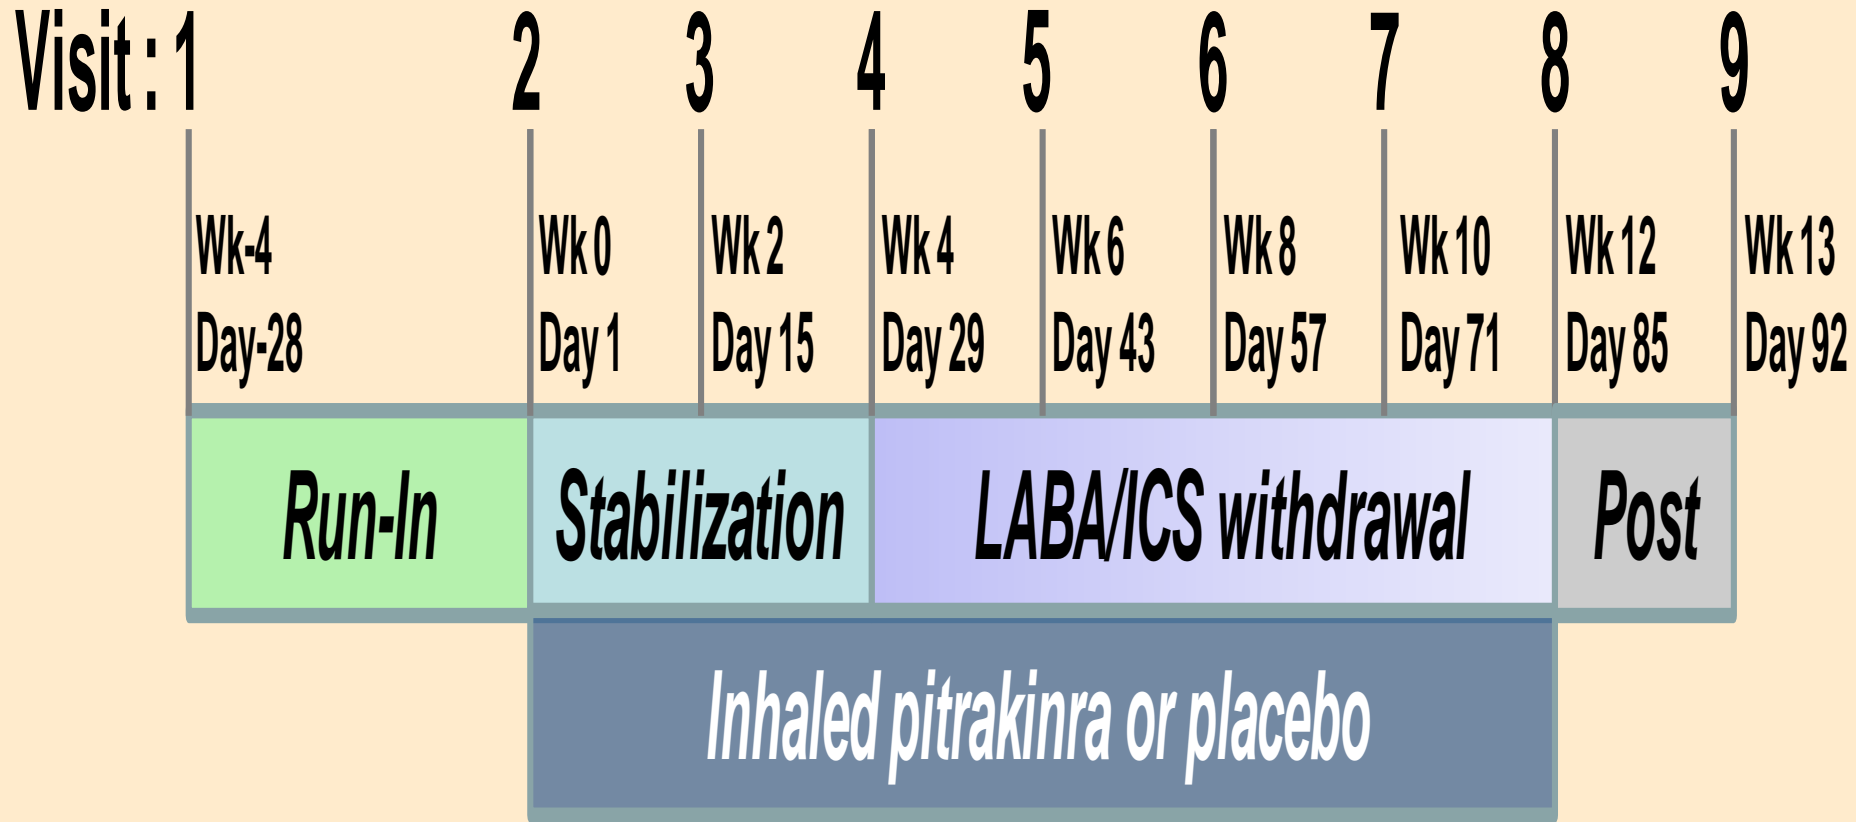 Visit : 1 2 3 4 5 6 7 8 9
Wk-4 Wk 0 Wk 2 Wk 4 Wk 6 Wk 8 Wk 10 Wk 12 Wk 13
Day-28 Day 1 Day 15 Day 29 Day 43 Day 57 Day 71 Day 85 Day 92
Run-In Stabilization LABA/ICS withdrawal Post
Inhaled pitrakinra or placebo